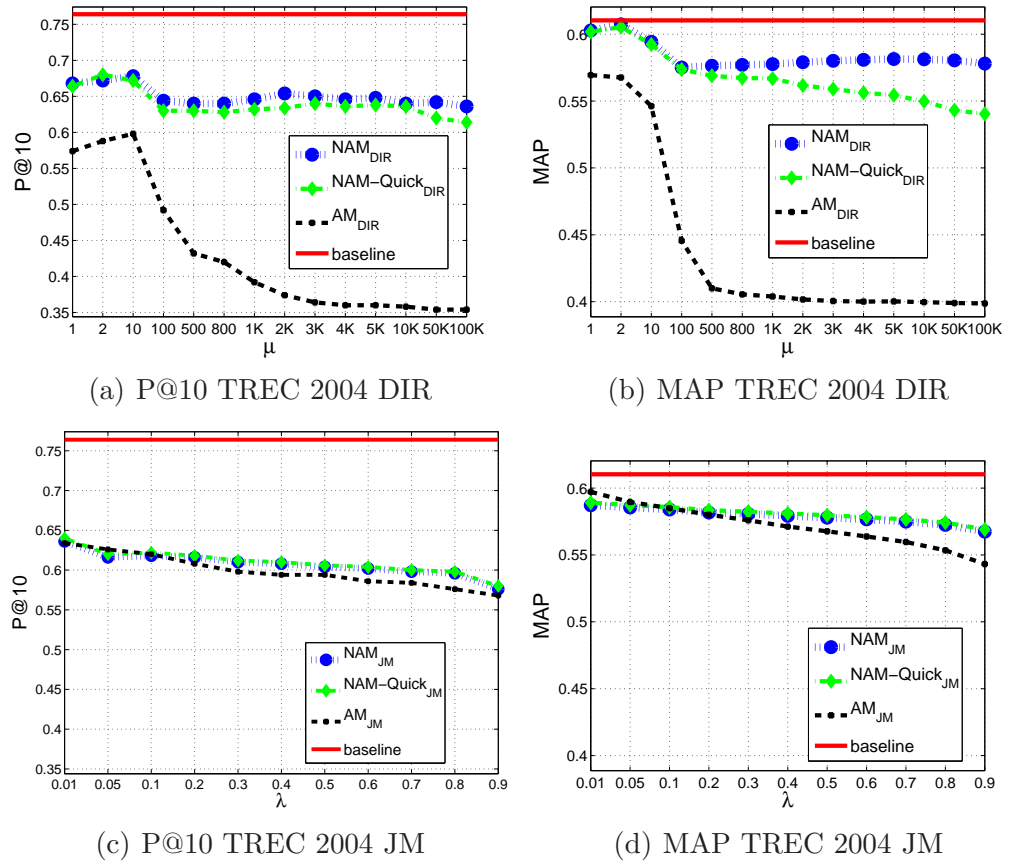 0.75
0.7
0.65
0.6
0.55
0.5
0.45
0.4
0.35
P@10
NAM_DIR
NAM-Quick_DIR
AM_DIR
baseline
1 2 10 100 500 800 1K 2K 3K 4K 5K 10K 50K 100K
μ
(a) P@10 TREC 2004 DIR
0.6
0.55
0.5
0.45
0.4
MAP
NAM_DIR
NAM-Quick_DIR
AM_DIR
baseline
1 2 10 100 500 800 1K 2K 3K 4K 5K 10K 50K 100K
μ
(b) MAP TREC 2004 DIR
0.75
0.7
0.65
0.6
0.55
0.5
0.45
0.4
0.35
P@10
NAM_JM
NAM-Quick_JM
AM_JM
baseline
0.01 0.05 0.1 0.2 0.3 0.4 0.5 0.6 0.7 0.8 0.9
λ
(c) P@10 TREC 2004 JM
0.6
0.55
0.5
0.45
0.4
MAP
NAM_JM
NAM-Quick_JM
AM_JM
baseline
0.01 0.05 0.1 0.2 0.3 0.4 0.5 0.6 0.7 0.8 0.9
λ
(d) MAP TREC 2004 JM